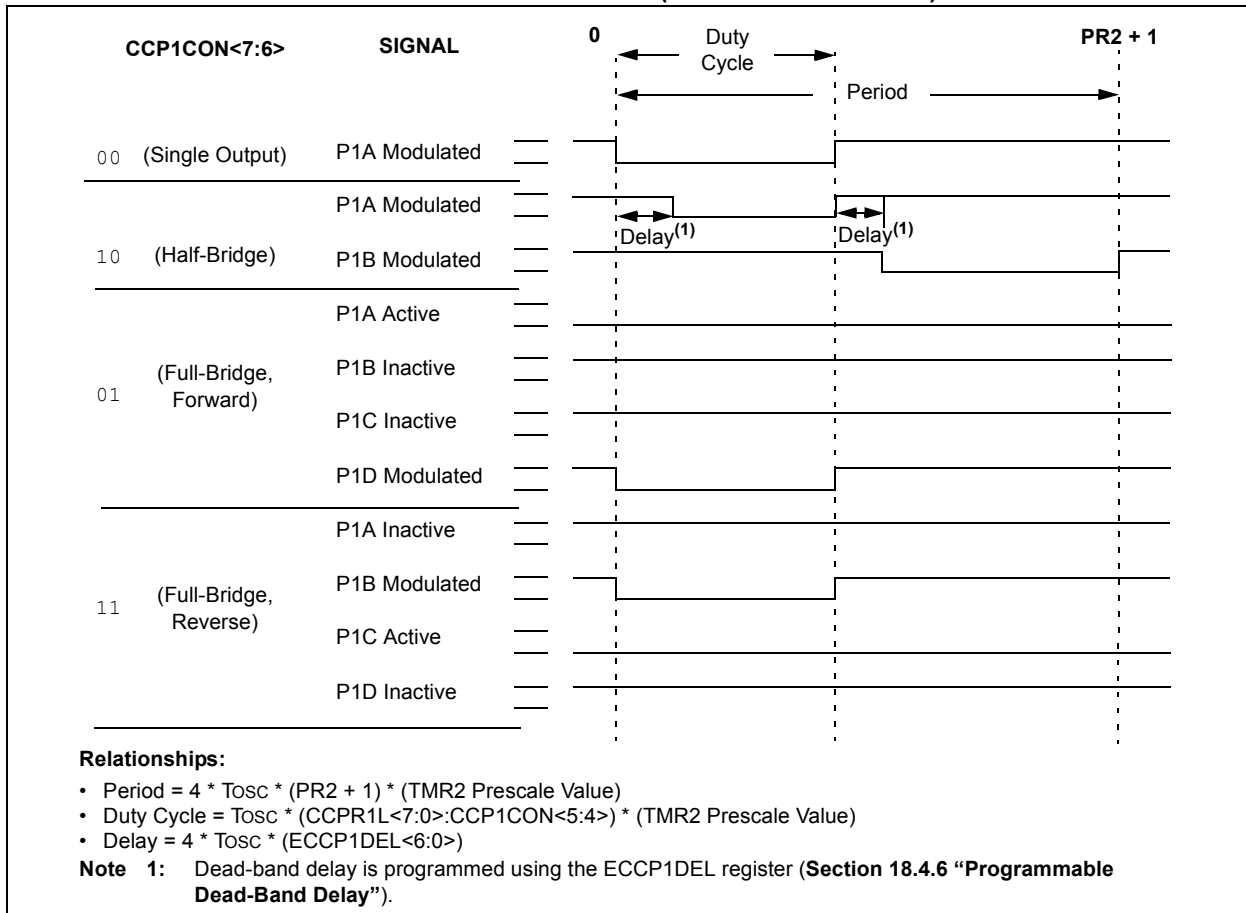 CCP1CON<7:6> SIGNAL 0 Duty Cycle PR2 + 1
Period
00 (Single Output) P1A Modulated
P1A Modulated
Delay(1) Delay(1)
10 (Half-Bridge) P1B Modulated
P1A Active
P1B Inactive
01 (Full-Bridge, Forward)
P1C Inactive
P1D Modulated
P1A Inactive
P1B Modulated
11 (Full-Bridge, Reverse)
P1C Active
P1D Inactive
Relationships:
• Period = 4 * TOSC * (PR2 + 1) * (TMR2 Prescale Value)
• Duty Cycle = TOSC * (CCPR1L<7:0>:CCP1CON<5:4>) * (TMR2 Prescale Value)
• Delay = 4 * TOSC * (ECCP1DEL<6:0>)
Note 1: Dead-band delay is programmed using the ECCP1DEL register (Section 18.4.6 “Programmable
Dead-Band Delay”).